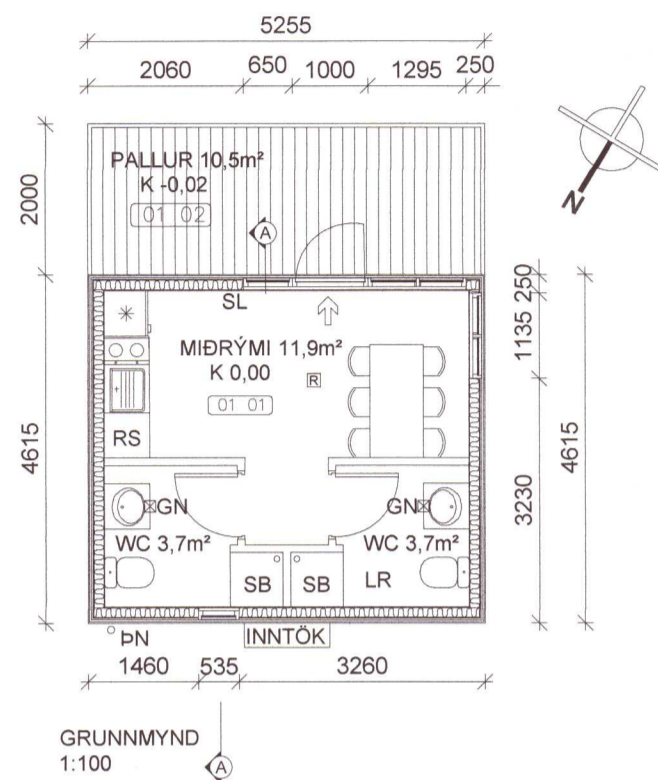 5255
2060 650 1000 1295 250
PALLUR 10,5m²
K -0,02
01 02
A
N
2000
4615
SL
MIÐRÝMI 11,9m²
K 0,00
01 01
R
RS
GN
GN
WC 3,7m²
WC 3,7m²
SB
SB
LR
250
1135
3230
4615
ÞN
INNTÖK
1460 535 3260
GRUNNMYND
1:100
A